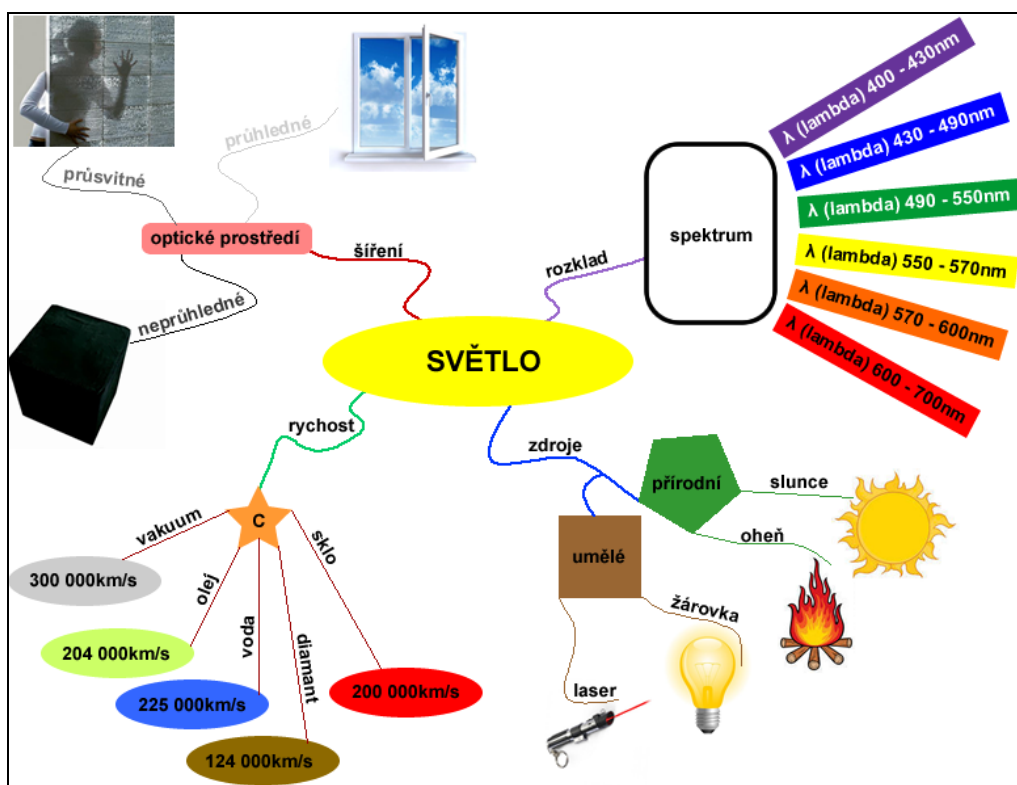 průhledné
průsvitné
optické prostředí
šíření
neprůhledné
rozklad
spektrum
λ (lambda) 400 - 430nm
λ (lambda) 430 - 490nm
λ (lambda) 490 - 550nm
λ (lambda) 550 - 570nm
λ (lambda) 570 - 600nm
λ (lambda) 600 - 700nm
SVĚTLO
rychost
C
vakuum
300 000km/s
olej
204 000km/s
voda
225 000km/s
diamant
124 000km/s
sklo
200 000km/s
zdroje
přírodní
slunce
oheň
umělé
žárovka
laser